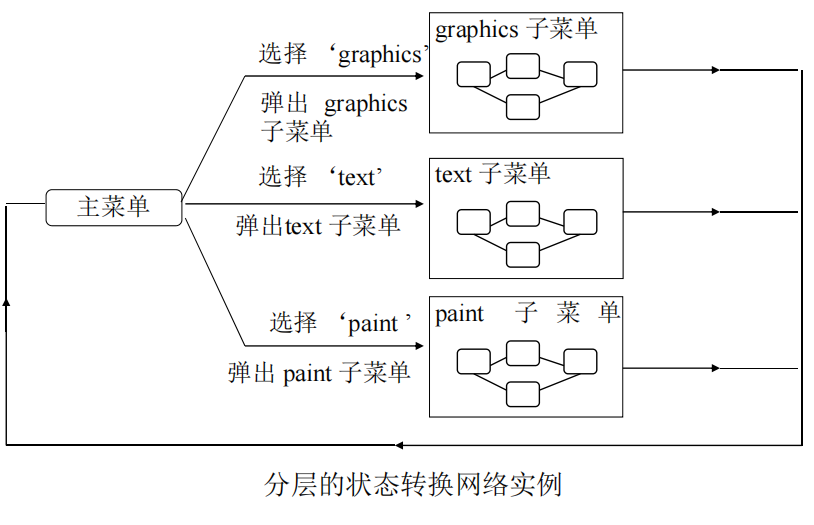 选择 ‘graphics’
graphics 子菜单
弹出 graphics
子菜单
选择 ‘text’
text 子菜单
主菜单
弹出text 子菜单
选择 ‘paint ’
paint 子 菜 单
弹出 paint 子菜单
分层的状态转换网络实例